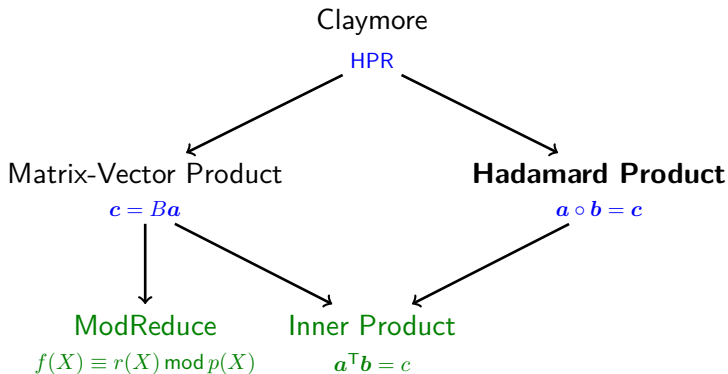 Claymore
HPR
Matrix-Vector Product Hadamard Product
c = Ba a ∘ b = c
ModReduce Inner Product
f(X) ≡ r(X) mod p(X) aᵀb = c